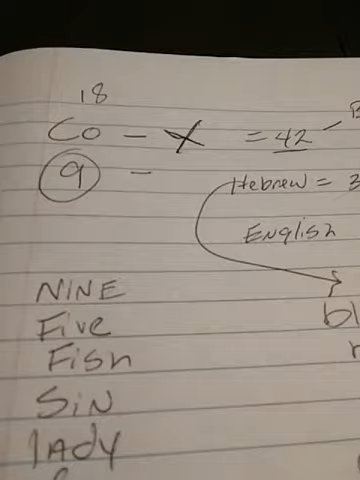 18
Co - X = 42 -
9 -
Hebrew = 3
English
NINE
Five
Fish
SiN
lady